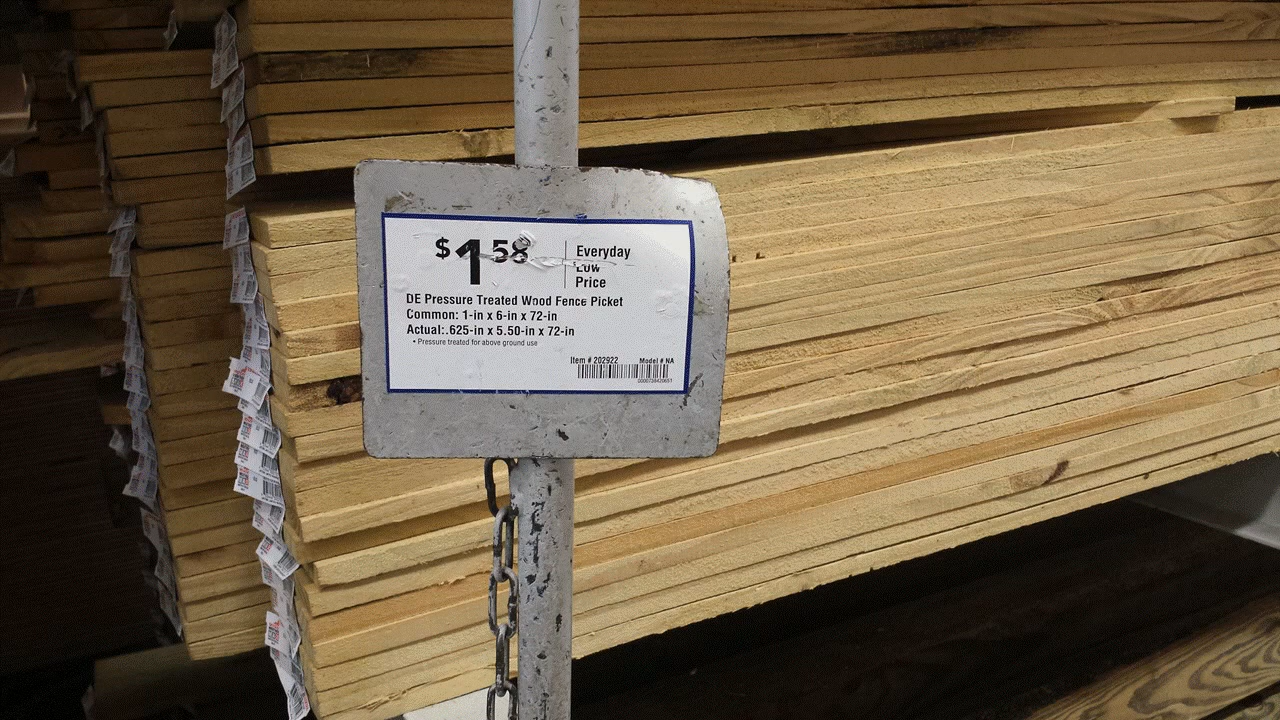 $1.58 Everyday
Low
Price
DE Pressure Treated Wood Fence Picket
Common: 1-in x 6-in x 72-in
Actual:.625-in x 5.50-in x 72-in
• Pressure treated for above ground use
Item # 202922 Model # NA